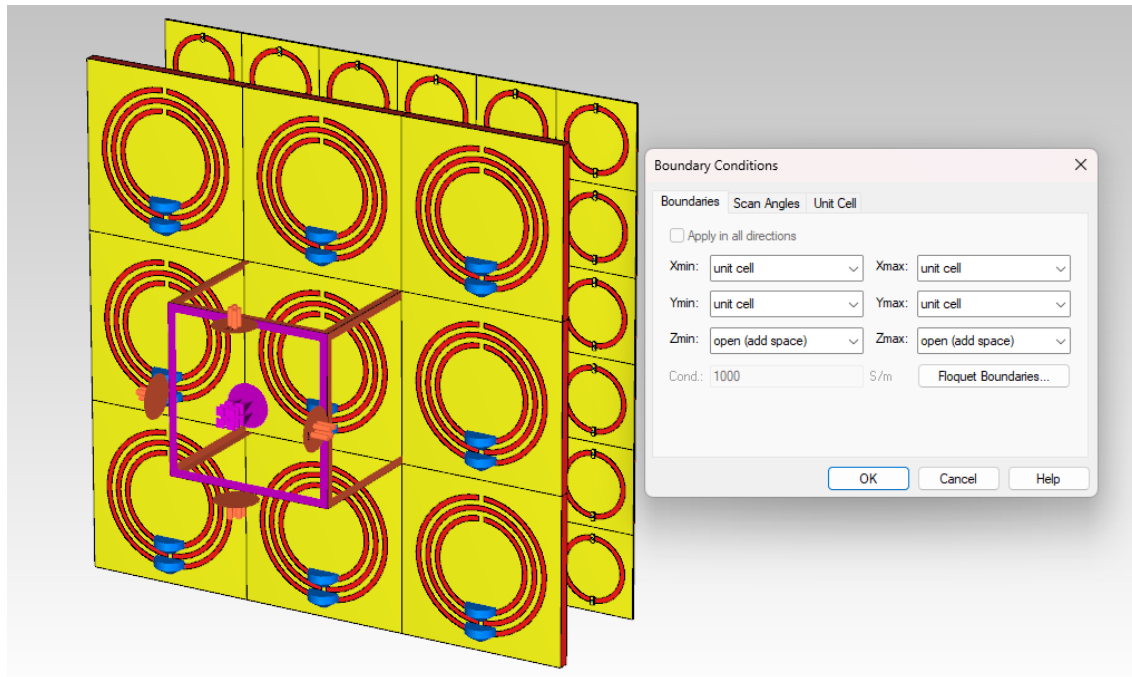 Boundary Conditions
Boundaries Scan Angles Unit Cell
Apply in all directions
Xmin: unit cell Xmax: unit cell
Ymin: unit cell Ymax: unit cell
Zmin: open (add space) Zmax: open (add space)
Cond.: 1000 S/m Floquet Boundaries...
OK Cancel Help